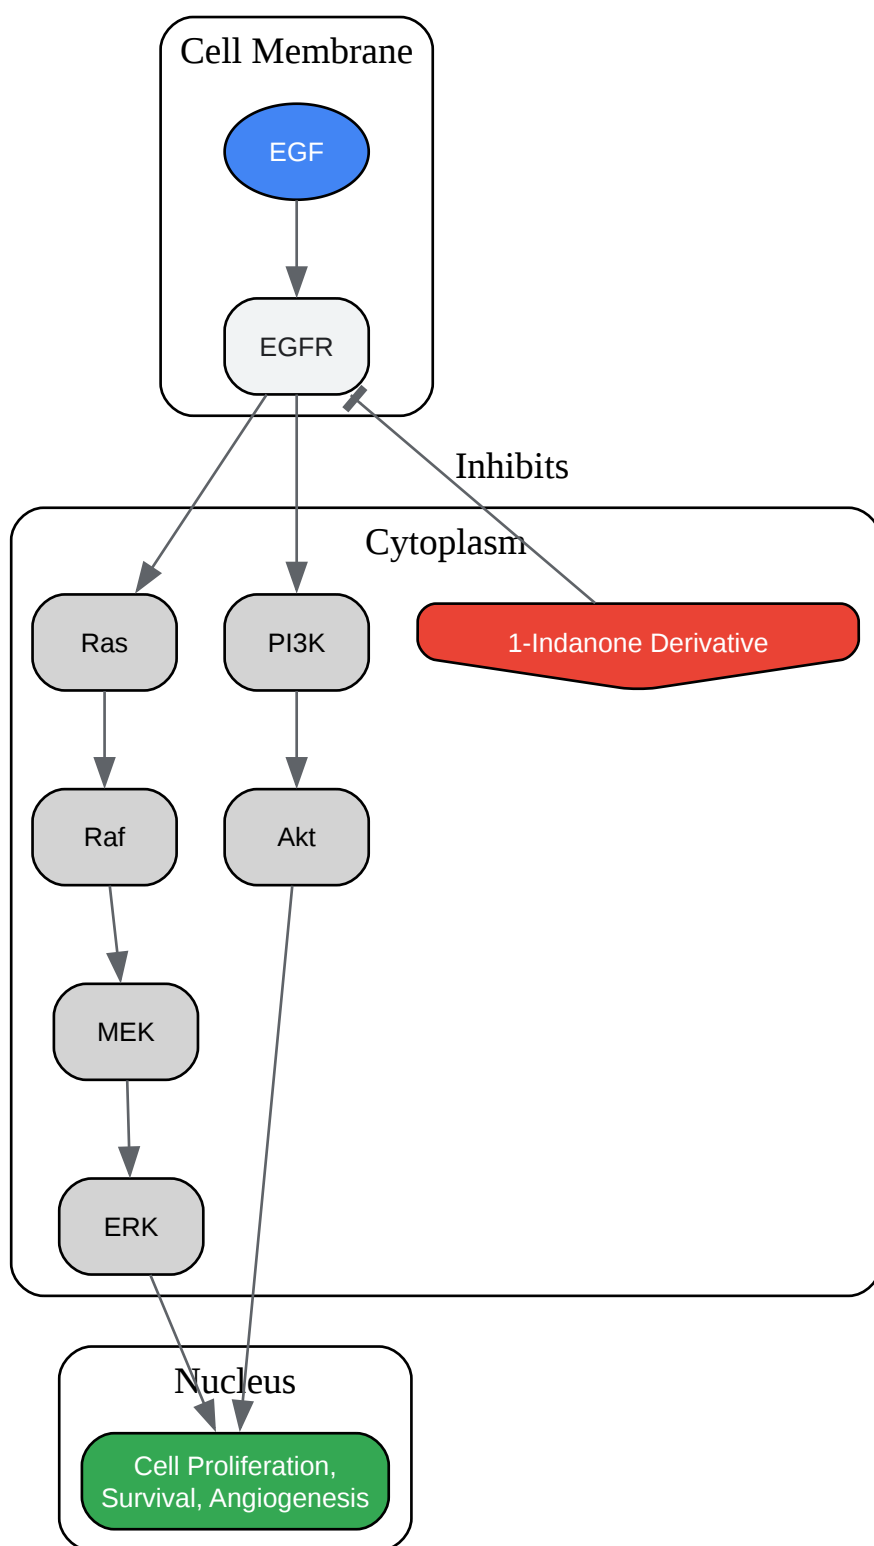 Cell Membrane
EGF
EGFR
Inhibits
Cytoplasm
Ras
PI3K
1-Indanone Derivative
Raf
Akt
MEK
ERK
Nucleus
Cell Proliferation,
Survival, Angiogenesis